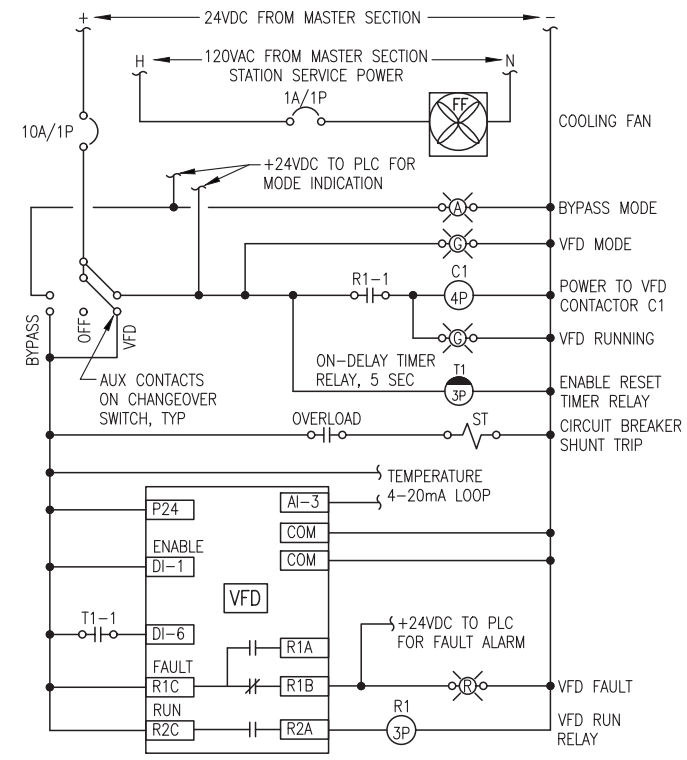 + 24VDC FROM MASTER SECTION −
H 120VAC FROM MASTER SECTION N
STATION SERVICE POWER
1A/1P
FF
10A/1P
COOLING FAN
+24VDC TO PLC FOR
MODE INDICATION
A
BYPASS MODE
G
VFD MODE
R1-1
C1
4P
POWER TO VFD
CONTACTOR C1
BYPASS
OFF
VFD
G
VFD RUNNING
ON-DELAY TIMER
RELAY, 5 SEC
T1
3P
ENABLE RESET
TIMER RELAY
AUX CONTACTS
ON CHANGEOVER
SWITCH, TYP
OVERLOAD
ST
CIRCUIT BREAKER
SHUNT TRIP
TEMPERATURE
4-20mA LOOP
P24
AI-3
COM
ENABLE
DI-1
COM
VFD
T1-1
DI-6
+24VDC TO PLC
FOR FAULT ALARM
R1A
FAULT
R1C
R1B
R
VFD FAULT
RUN
R2C
R2A
R1
3P
VFD RUN
RELAY